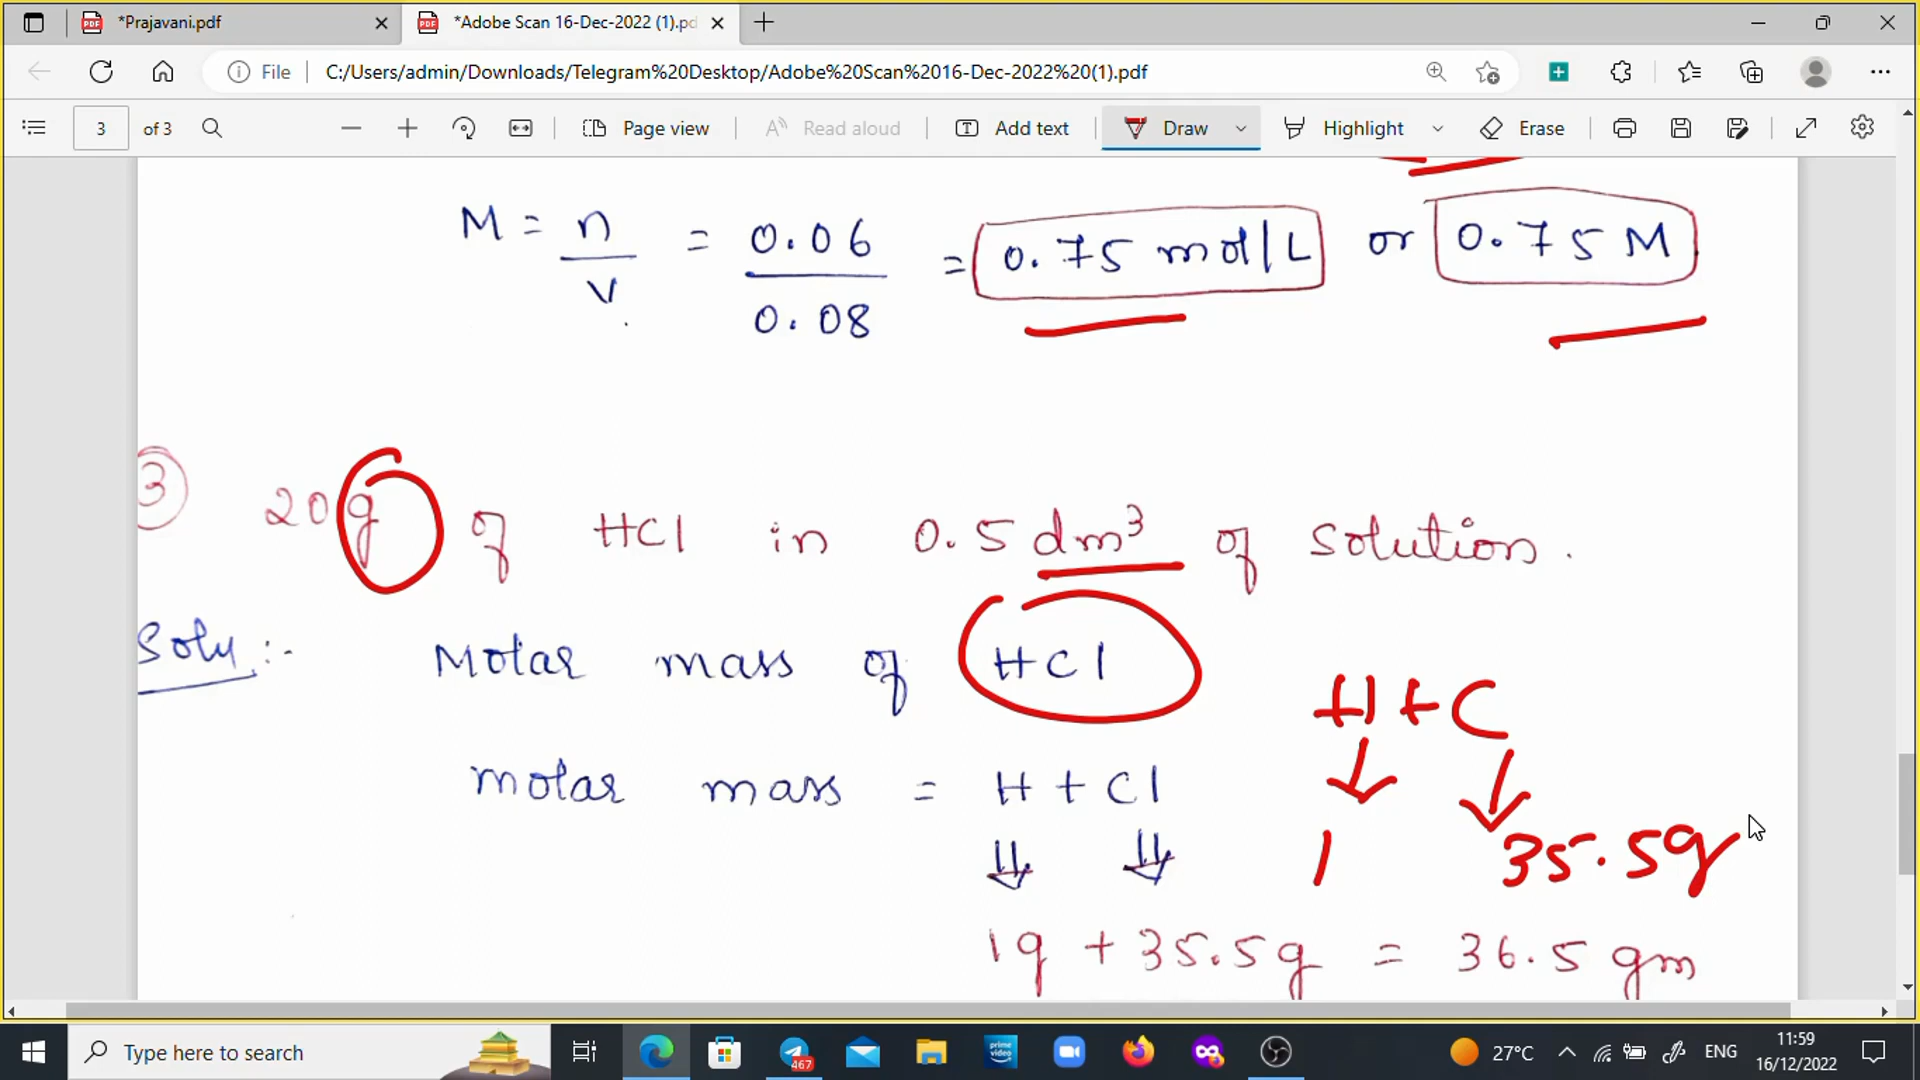 *Prajavani.pdf
*Adobe Scan 16-Dec-2022 (1).pd
File
C:/Users/admin/Downloads/Telegram%20Desktop/Adobe%20Scan%2016-Dec-2022%20(1).pdf
3 of 3
Page view
Read aloud
Add text
Draw
Highlight
Erase
M = n/v = 0.06/0.08 = 0.75 mol/L or 0.75 M
3 20g of HCl in 0.5 dm³ of solution.
Solu :- Molar mass of HCl
H + C
molar mass = H + Cl
1 35.5g
1g + 35.5g = 36.5 gm
Type here to search
467
prime video
27°C
ENG
11:59
16/12/2022